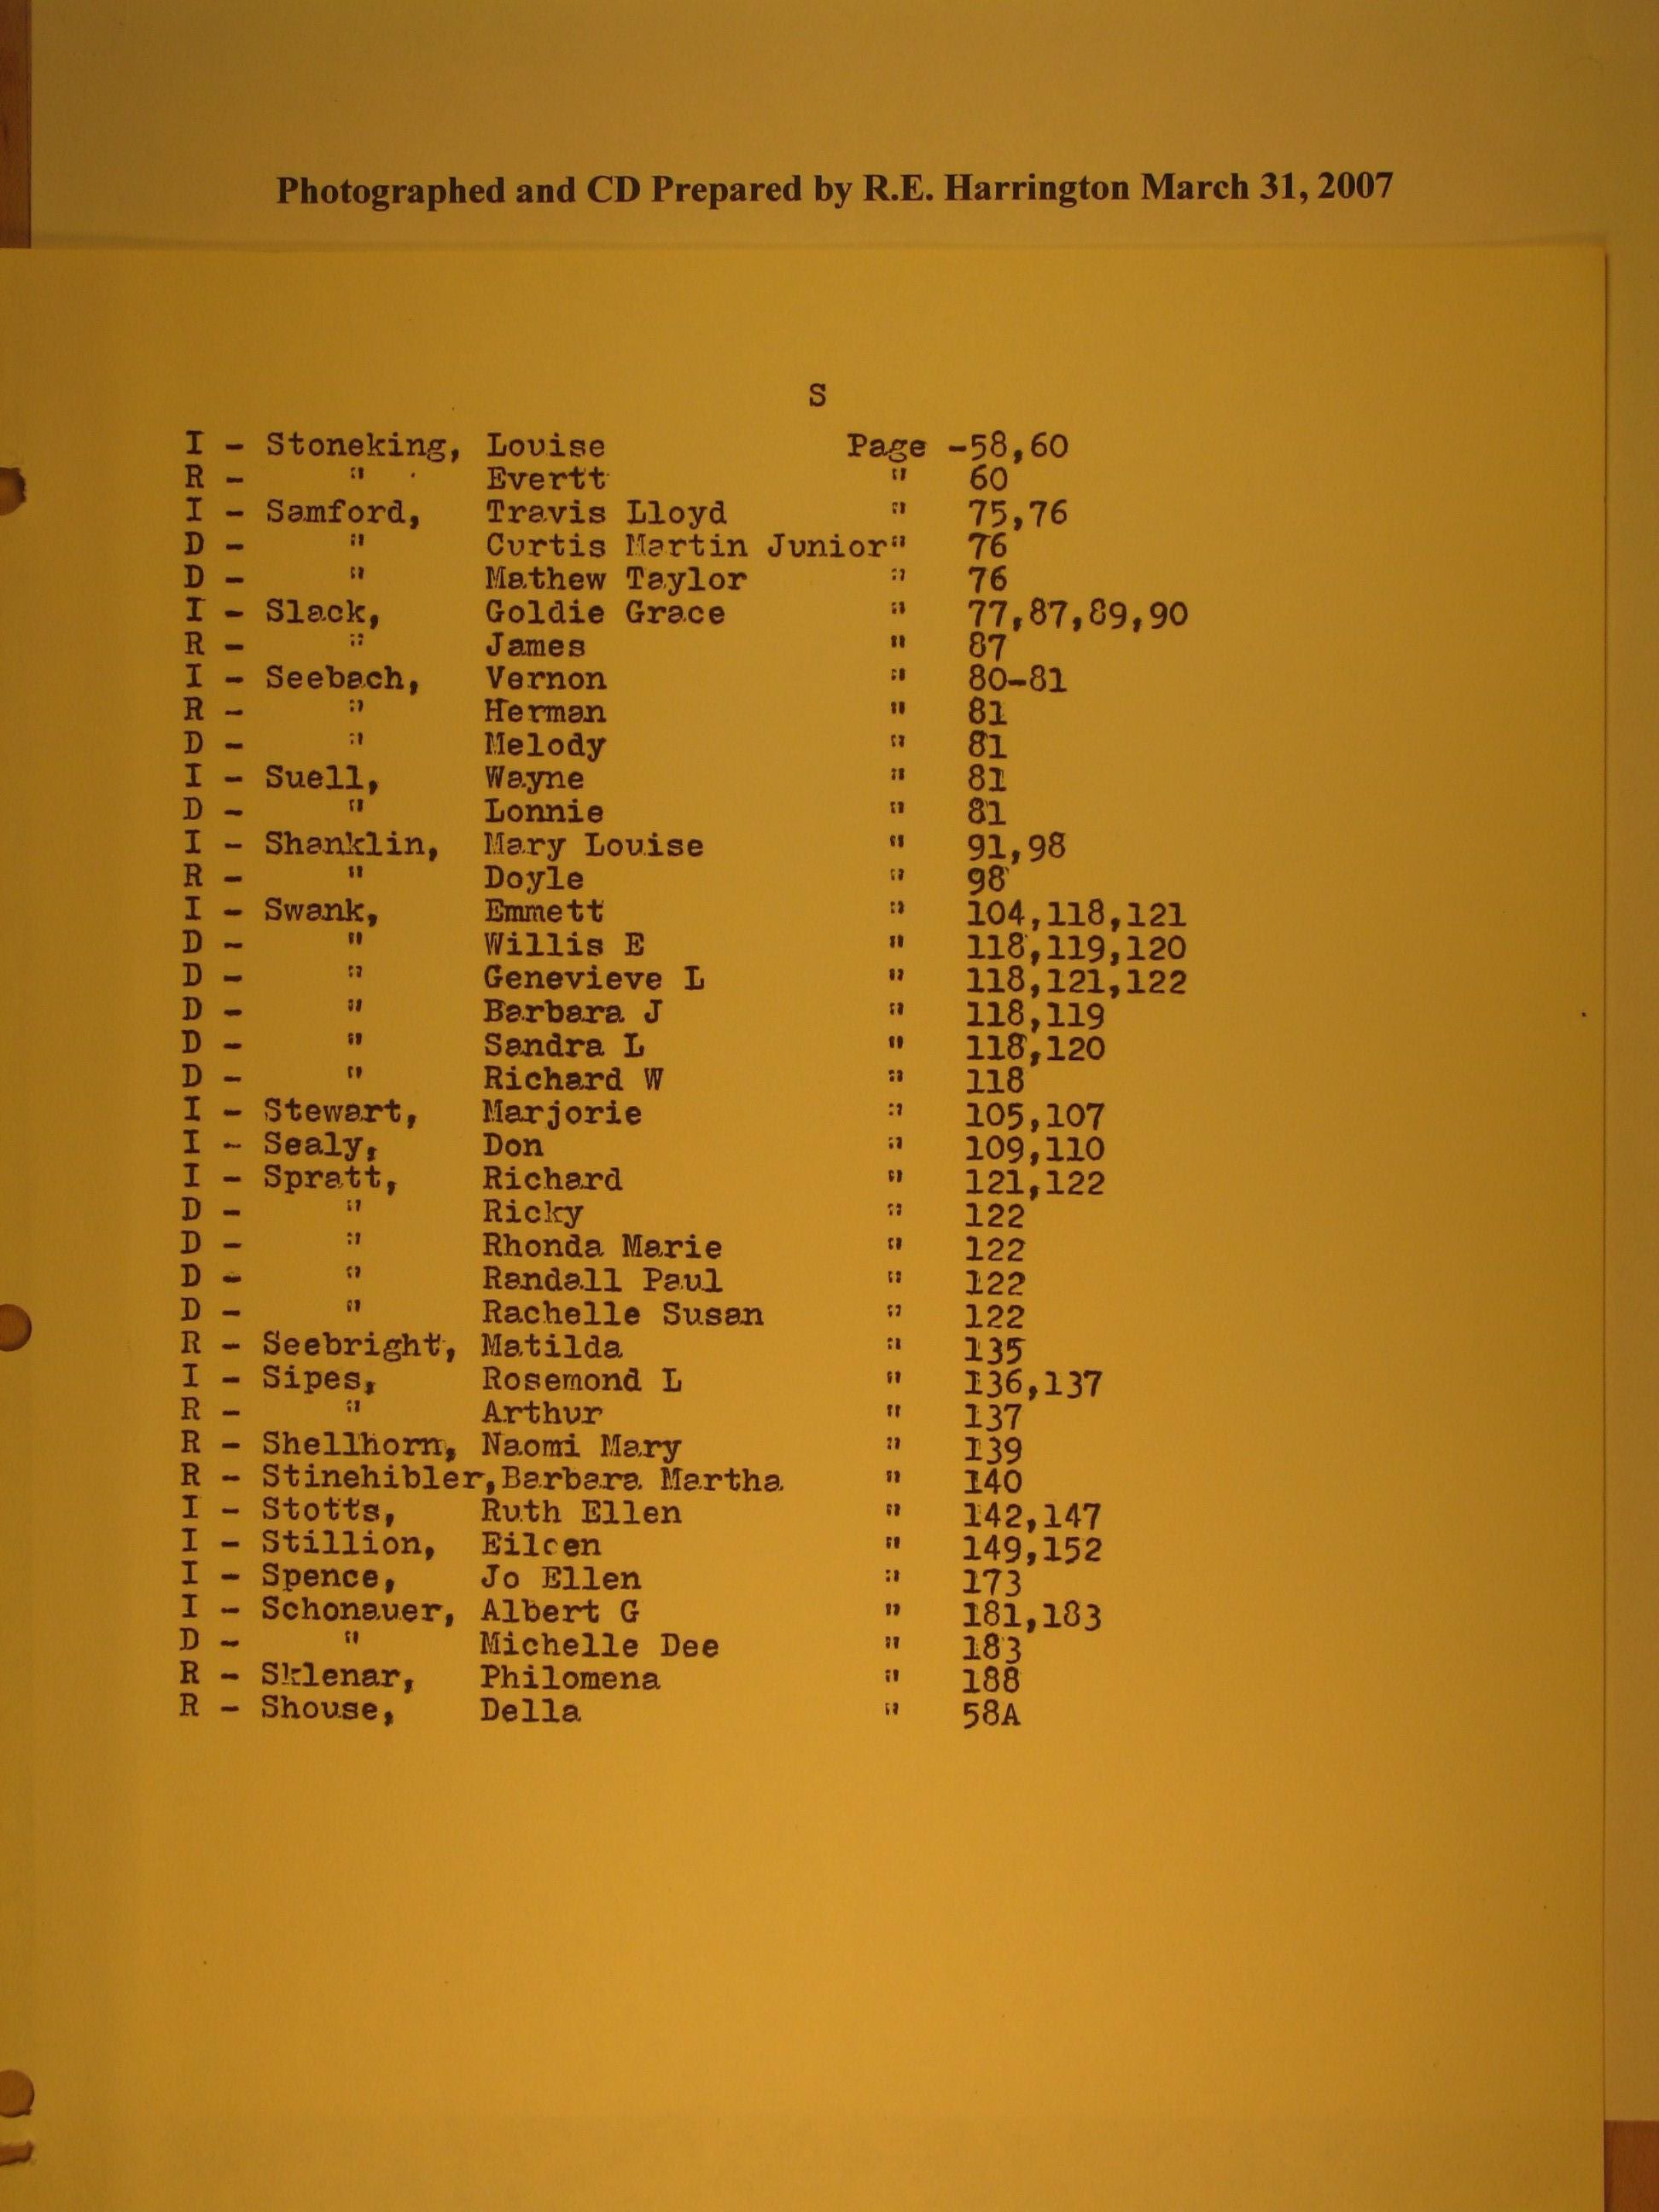 Photographed and CD Prepared by R.E. Harrington March 31, 2007
S
I - Stoneking, Louise Page -58,60
R - " Evertt " 60
I - Samford, Travis Lloyd " 75,76
D - " Curtis Martin Junior" 76
D - " Mathew Taylor " 76
I - Slack, Goldie Grace " 77,87,89,90
R - " James " 87
I - Seebach, Vernon " 80-81
R - " Herman " 81
D - " Melody " 81
I - Suell, Wayne " 81
D - " Lonnie " 81
I - Shanklin, Mary Louise " 91,98
R - " Doyle " 98
I - Swank, Emmett " 104,118,121
D - " Willis E " 118,119,120
D - " Genevieve L " 118,121,122
D - " Barbara J " 118,119
D - " Sandra L " 118,120
D - " Richard W " 118
I - Stewart, Marjorie " 105,107
I - Sealy, Don " 109,110
I - Spratt, Richard " 121,122
D - " Ricky " 122
D - " Rhonda Marie " 122
D - " Randall Paul " 122
D - " Rachelle Susan " 122
R - Seebright, Matilda " 135
I - Sipes, Rosemond L " 136,137
R - " Arthur " 137
R - Shellhorn, Naomi Mary " 139
R - Stinehibler, Barbara Martha " 140
I - Stotts, Ruth Ellen " 142,147
I - Stillion, Eileen " 149,152
I - Spence, Jo Ellen " 173
I - Schonauer, Albert G " 181,183
D - " Michelle Dee " 183
R - Sklenar, Philomena " 188
R - Shouse, Della " 58A